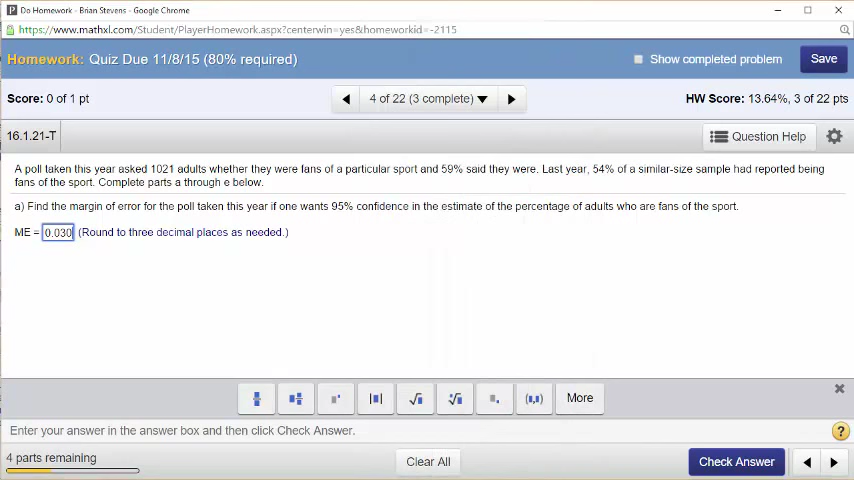 Do Homework - Brian Stevens - Google Chrome
https://www.mathxl.com/Student/PlayerHomework.aspx?centerwin=yes&homeworkid=-2115
Homework: Quiz Due 11/8/15 (80% required)
Show completed problem
Save
Score: 0 of 1 pt
4 of 22 (3 complete)
HW Score: 13.64%, 3 of 22 pts
16.1.21-T
Question Help
A poll taken this year asked 1021 adults whether they were fans of a particular sport and 59% said they were. Last year, 54% of a similar-size sample had reported being
fans of the sport. Complete parts a through e below.
a) Find the margin of error for the poll taken this year if one wants 95% confidence in the estimate of the percentage of adults who are fans of the sport.
ME = 0.030 (Round to three decimal places as needed.)
More
Enter your answer in the answer box and then click Check Answer.
?
4 parts remaining
Clear All
Check Answer